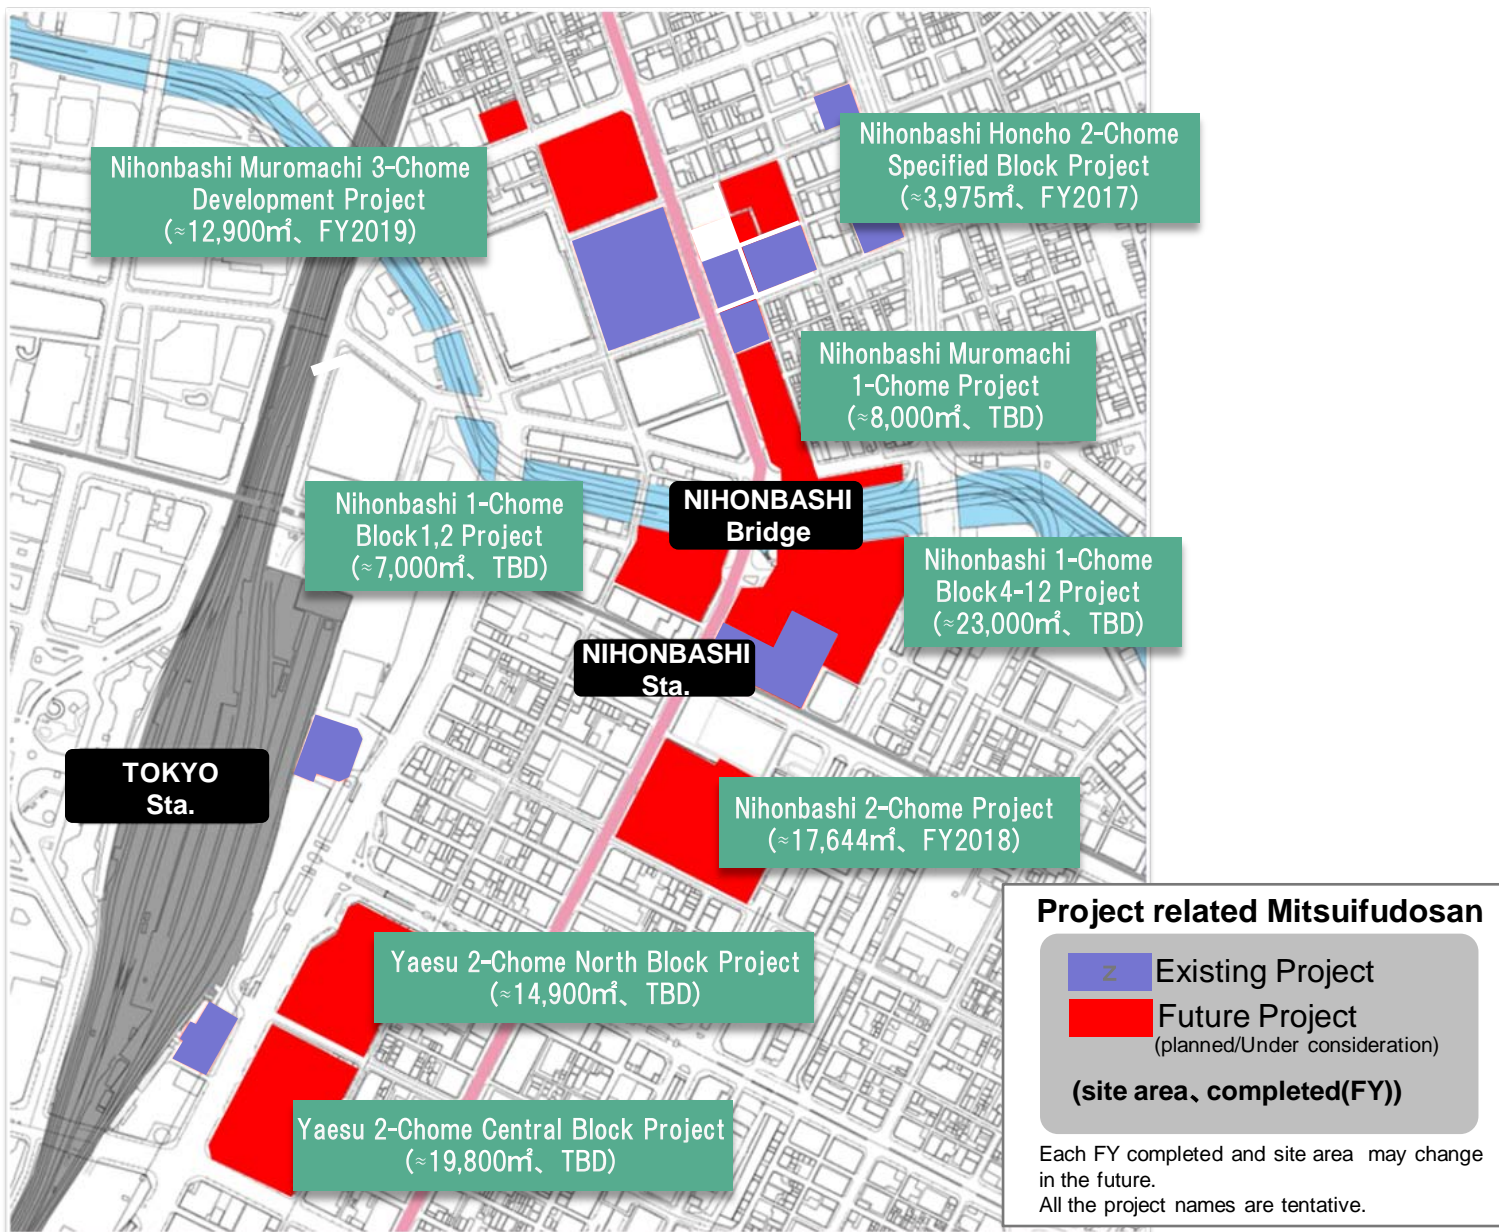 Nihonbashi Muromachi 3-Chome
Development Project
(≈12,900㎡、 FY2019)
Nihonbashi Honcho 2-Chome
Specified Block Project
(≈3,975㎡、 FY2017)
Nihonbashi Muromachi
1-Chome Project
(≈8,000㎡、 TBD)
Nihonbashi 1-Chome
Block1,2 Project
(≈7,000㎡、 TBD)
NIHONBASHI
Bridge
Nihonbashi 1-Chome
Block4-12 Project
(≈23,000㎡、 TBD)
NIHONBASHI
Sta.
TOKYO
Sta.
Nihonbashi 2-Chome Project
(≈17,644㎡、 FY2018)
Yaesu 2-Chome North Block Project
(≈14,900㎡、 TBD)
Yaesu 2-Chome Central Block Project
(≈19,800㎡、 TBD)
Project related Mitsuifudosan
z Existing Project
Future Project
(planned/Under consideration)
(site area、completed(FY))
Each FY completed and site area may change
in the future.
All the project names are tentative.